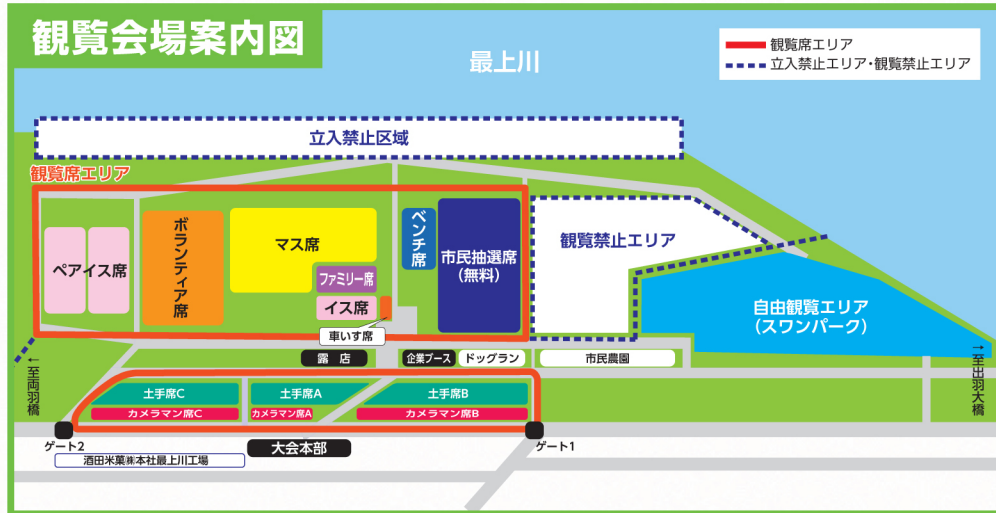 観覧会場案内図
最上川
観覧席エリア
立入禁止エリア・観覧禁止エリア
立入禁止区域
観覧席エリア
ペアイス席
ボランティア席
マス席
ファミリー席
イス席
車いす席
ベンチ席
市民抽選席
(無料)
観覧禁止エリア
自由観覧エリア
(スワンパーク)
露店
企業ブース
ドッグラン
市民農園
←至両羽橋
→至出羽大橋
土手席C
土手席A
土手席B
カメラマン席C
カメラマン席A
カメラマン席B
ゲート2
大会本部
ゲート1
酒田米菓㈱本社最上川工場